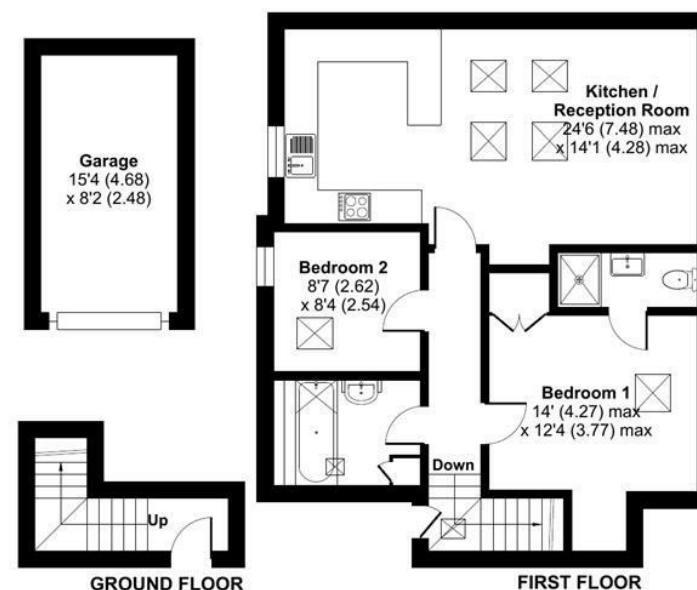 Garage
15'4 (4.68)
x 8'2 (2.48)
Kitchen /
Reception Room
24'6 (7.48) max
x 14'1 (4.28) max
Bedroom 2
8'7 (2.62)
x 8'4 (2.54)
Bedroom 1
14' (4.27) max
x 12'4 (3.77) max
Down
Up
GROUND FLOOR
FIRST FLOOR